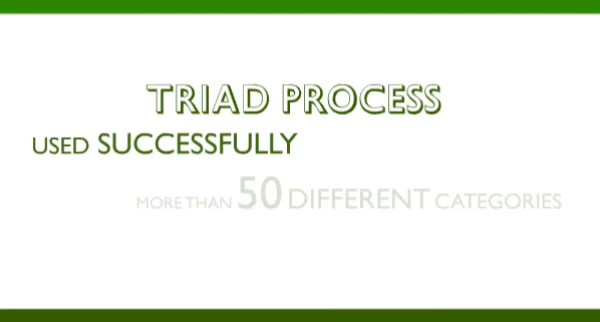 TRIAD PROCESS
USED SUCCESSFULLY
MORE THAN 50 DIFFERENT CATEGORIES